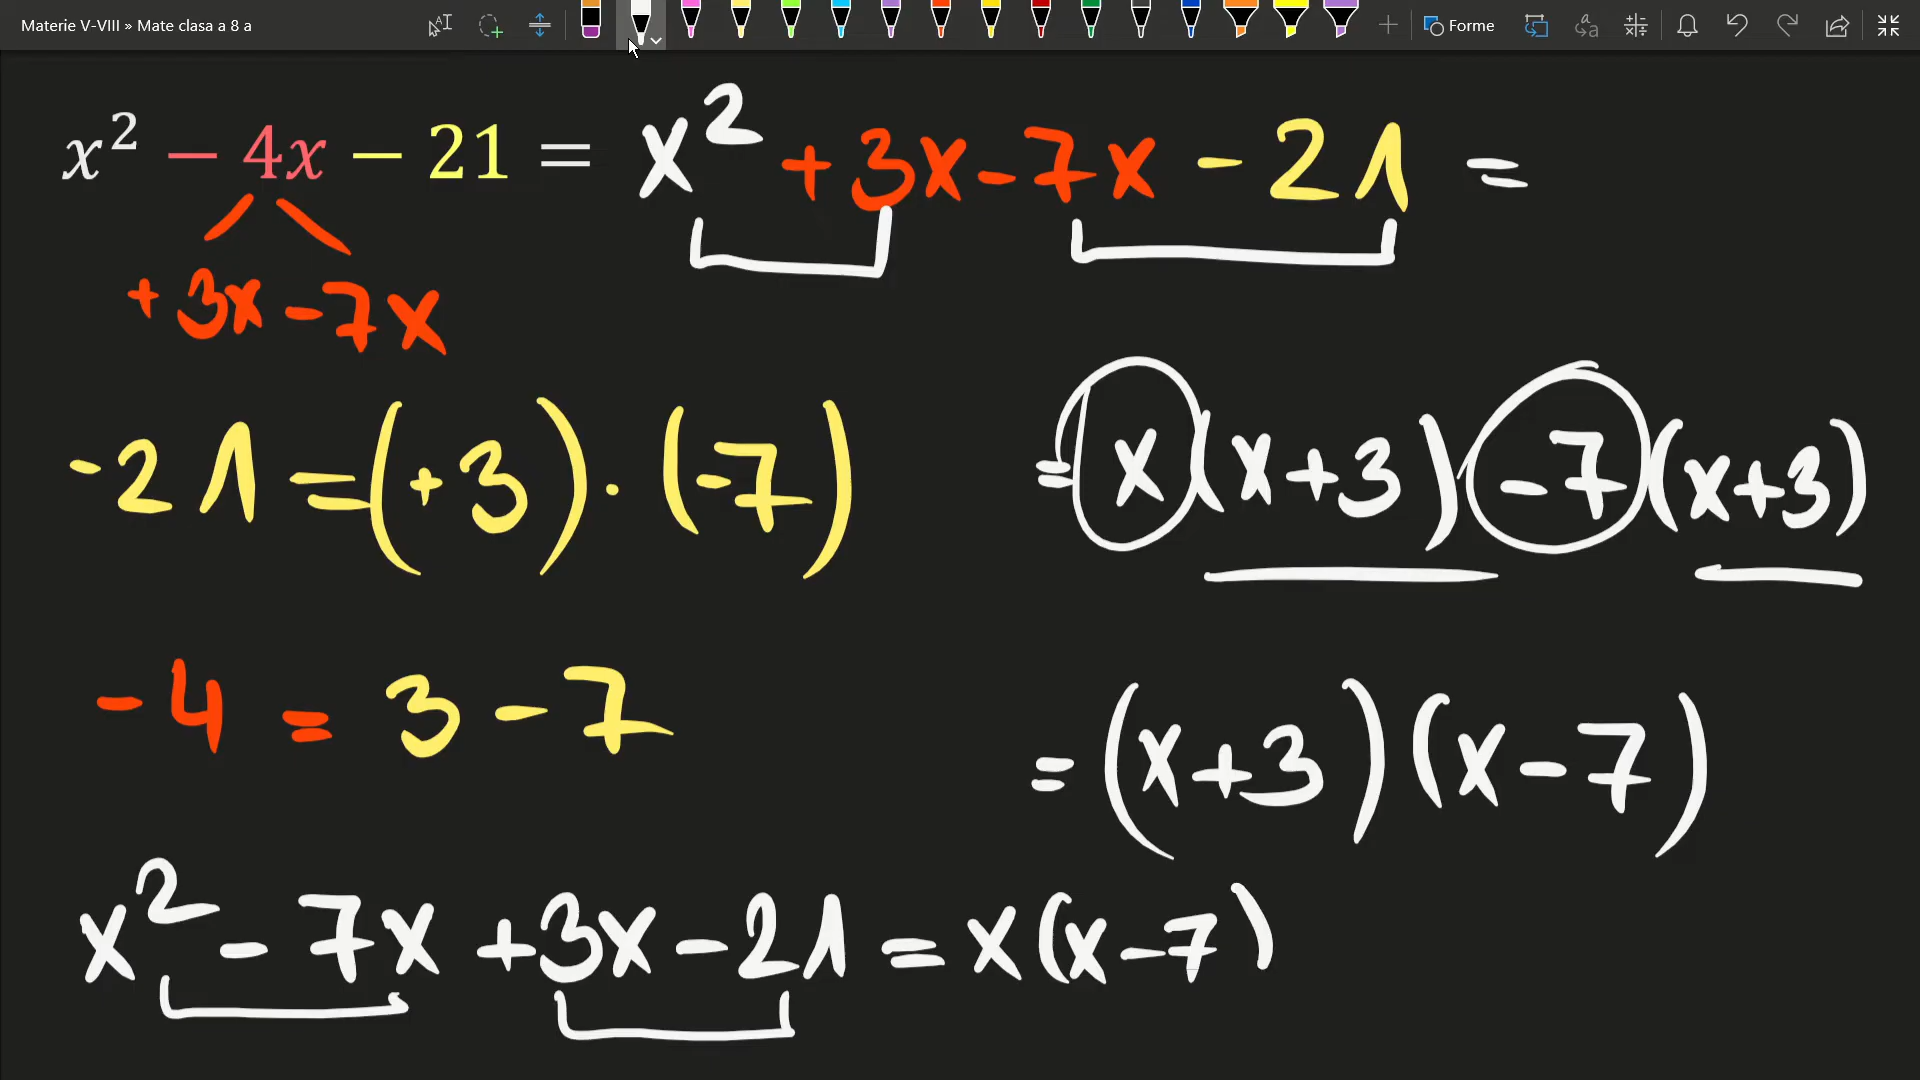 Materie V-VIII » Mate clasa a 8 a
Forme
x² − 4x − 21 = x² + 3x - 7x - 21 =
+ 3x - 7x
-21 = (+3) · (-7)
= x(x+3) - 7(x+3)
-4 = 3 - 7
= (x+3)(x-7)
x² - 7x + 3x - 21 = x(x-7)